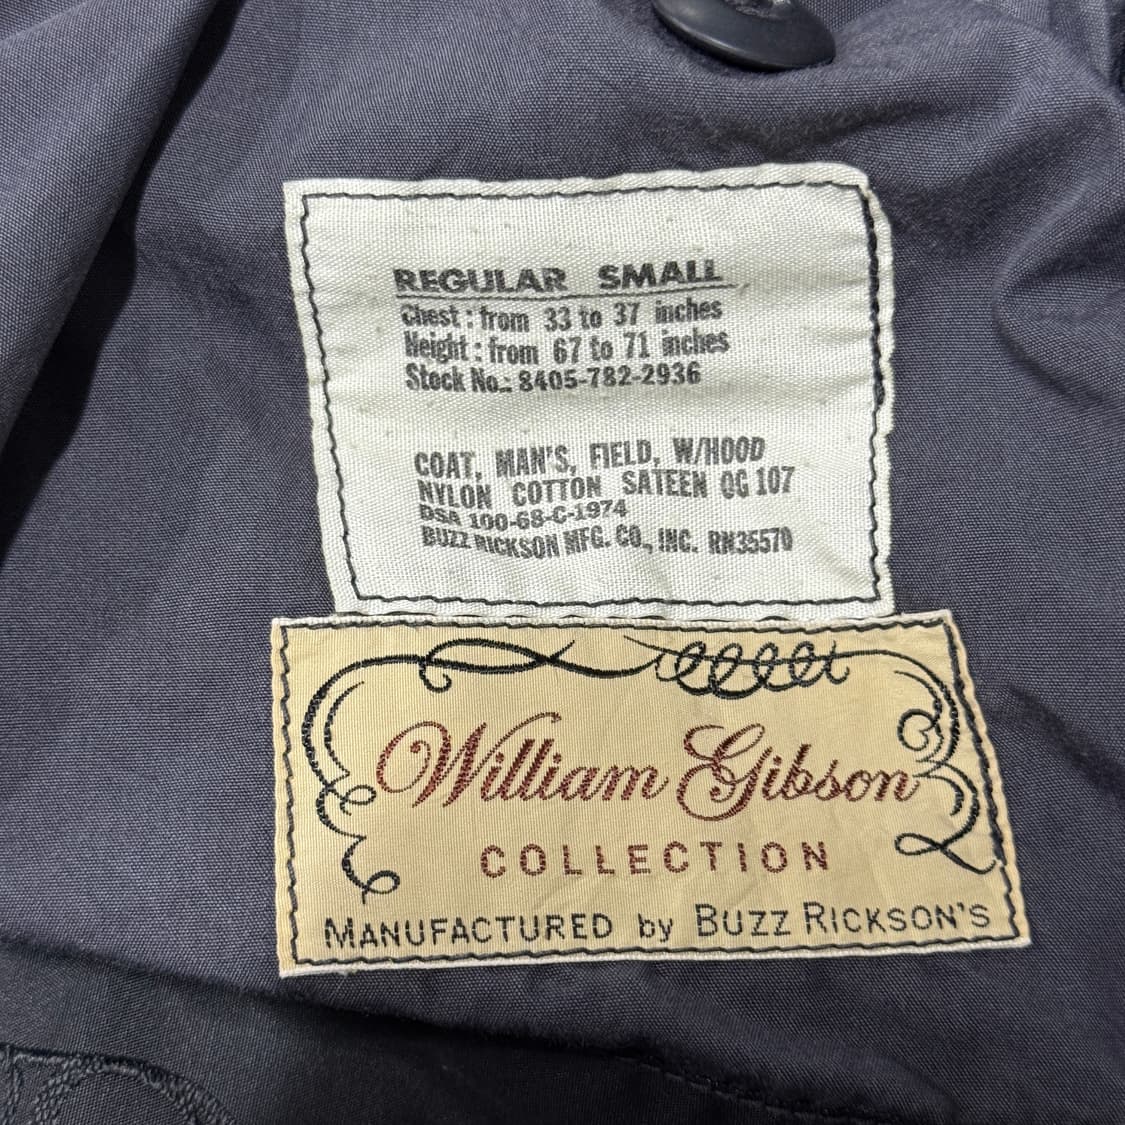 REGULAR SMALL
Chest : from 33 to 37 inches
Height : from 67 to 71 inches
Stock No.: 8405-782-2936
COAT, MAN'S, FIELD, W/HOOD
NYLON COTTON SATEEN OG 107
DSA 100-68-C-1974
BUZZ RICKSON MFG. CO., INC. RN35570
William Gibson
COLLECTION
MANUFACTURED by BUZZ RICKSON'S